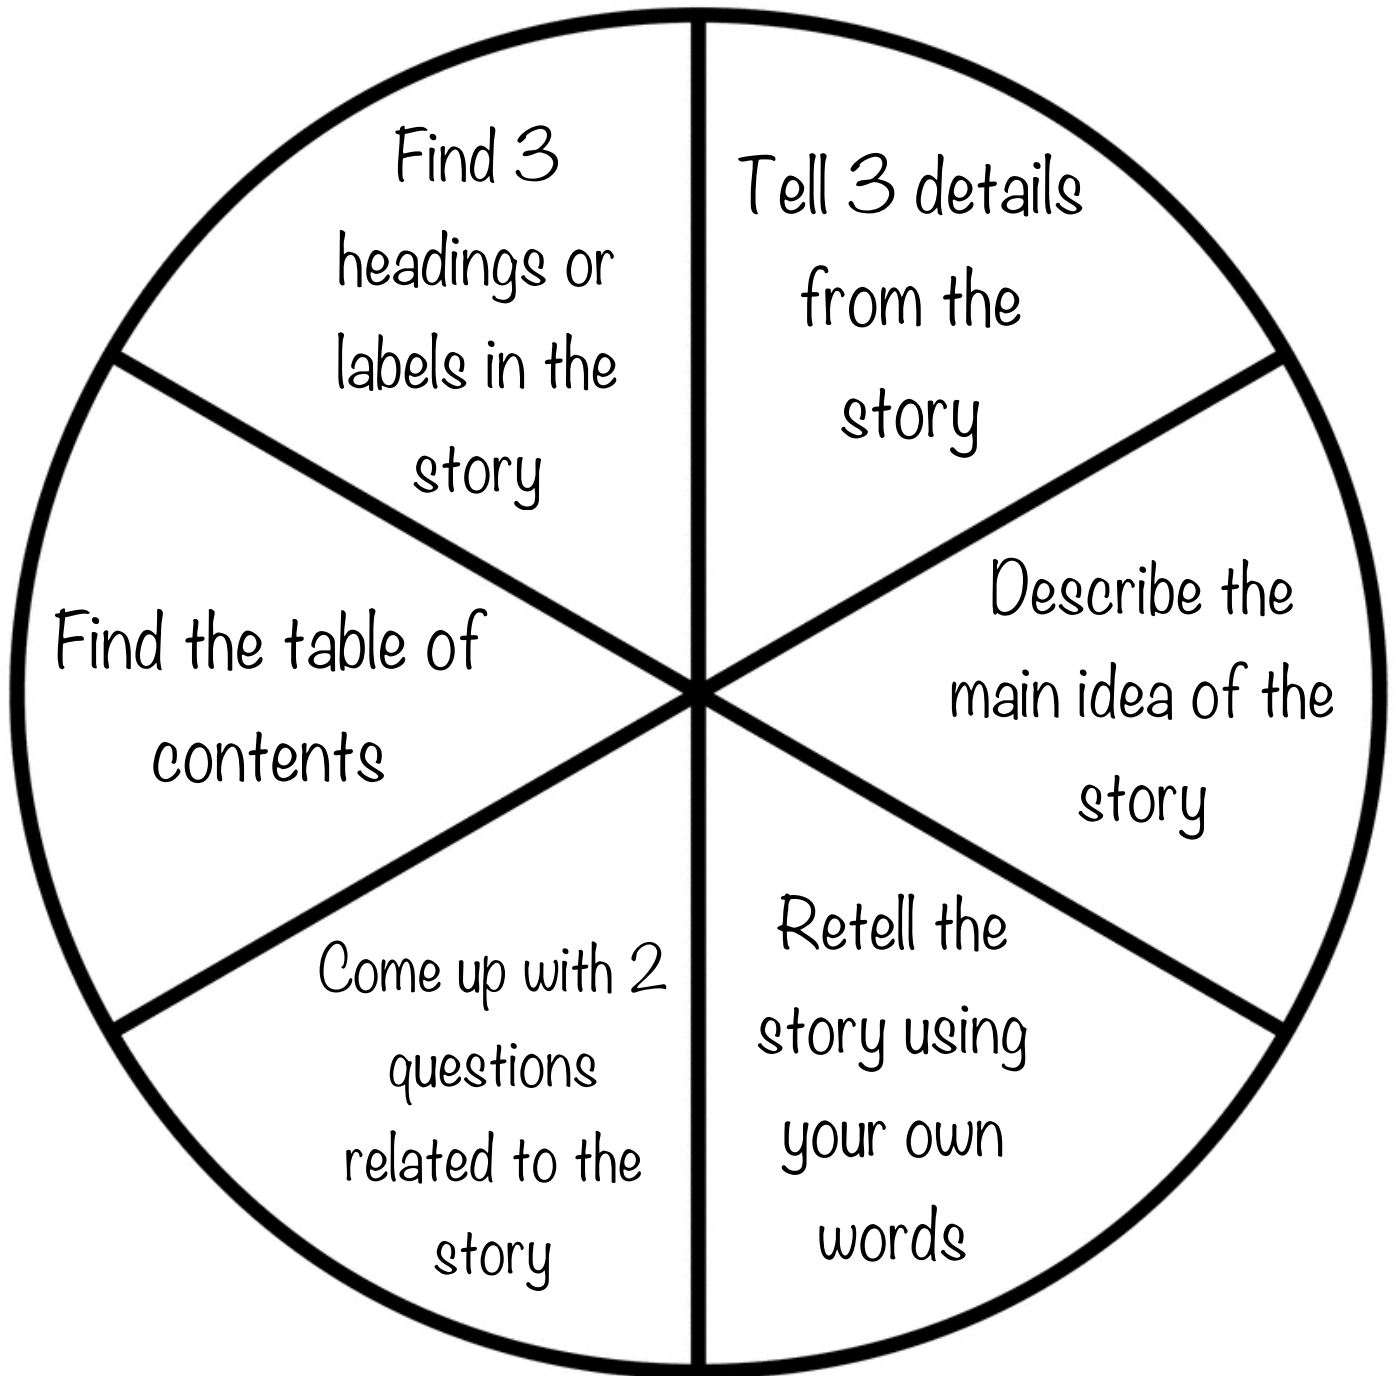 Find 3
headings or
labels in the
story
Tell 3 details
from the
story
Describe the
main idea of the
story
Retell the
story using
your own
words
Come up with 2
questions
related to the
story
Find the table of
contents